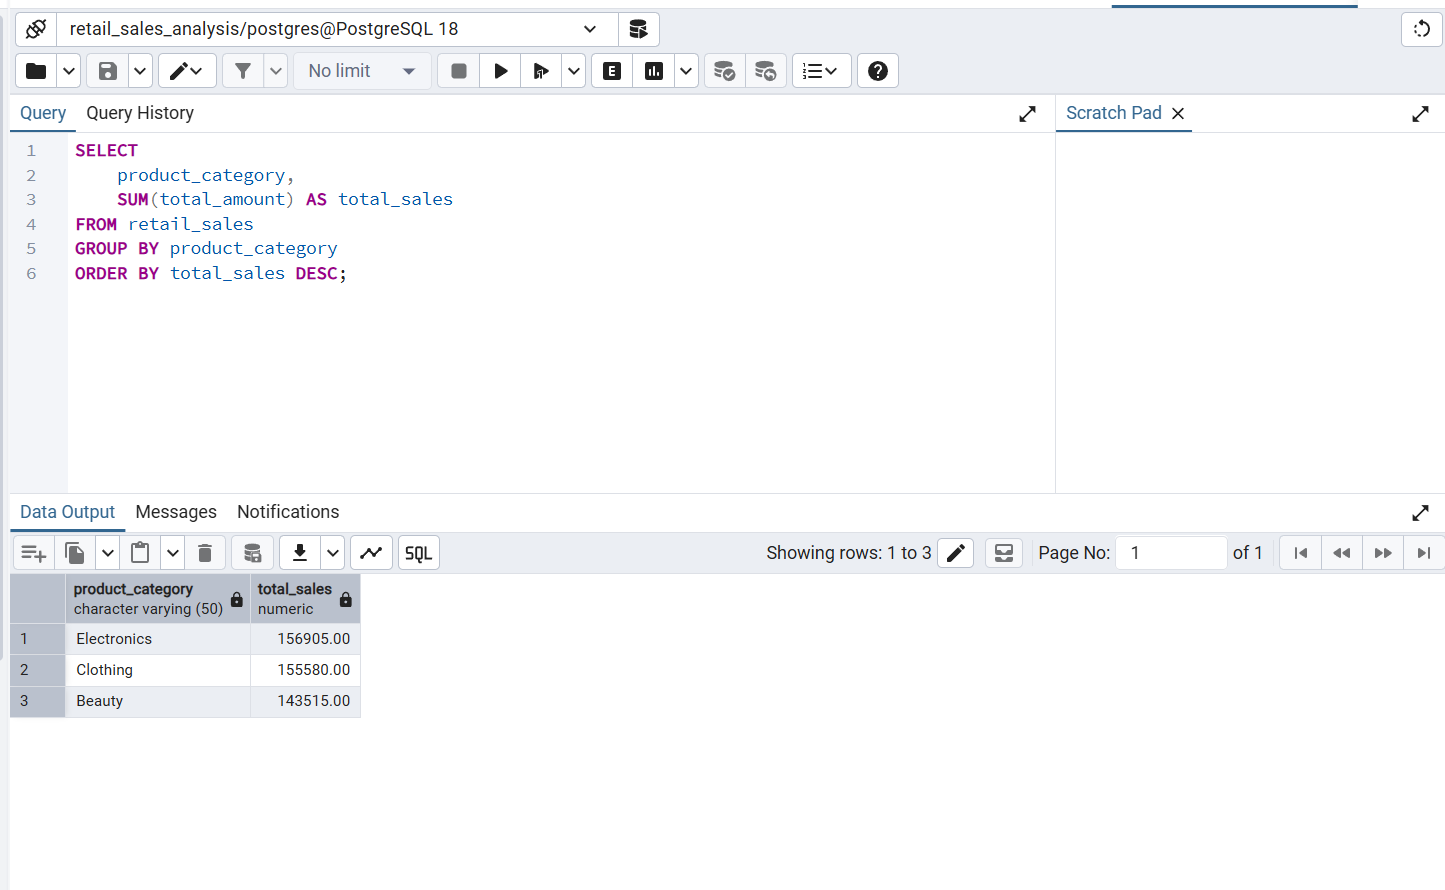 retail_sales_analysis/postgres@PostgreSQL 18
No limit
E
Query Query History
Scratch Pad
1 SELECT
2 product_category,
3 SUM(total_amount) AS total_sales
4 FROM retail_sales
5 GROUP BY product_category
6 ORDER BY total_sales DESC;
Data Output Messages Notifications
SQL Showing rows: 1 to 3 Page No: 1 of 1
product_category total_sales
character varying (50) numeric
1 Electronics 156905.00
2 Clothing 155580.00
3 Beauty 143515.00